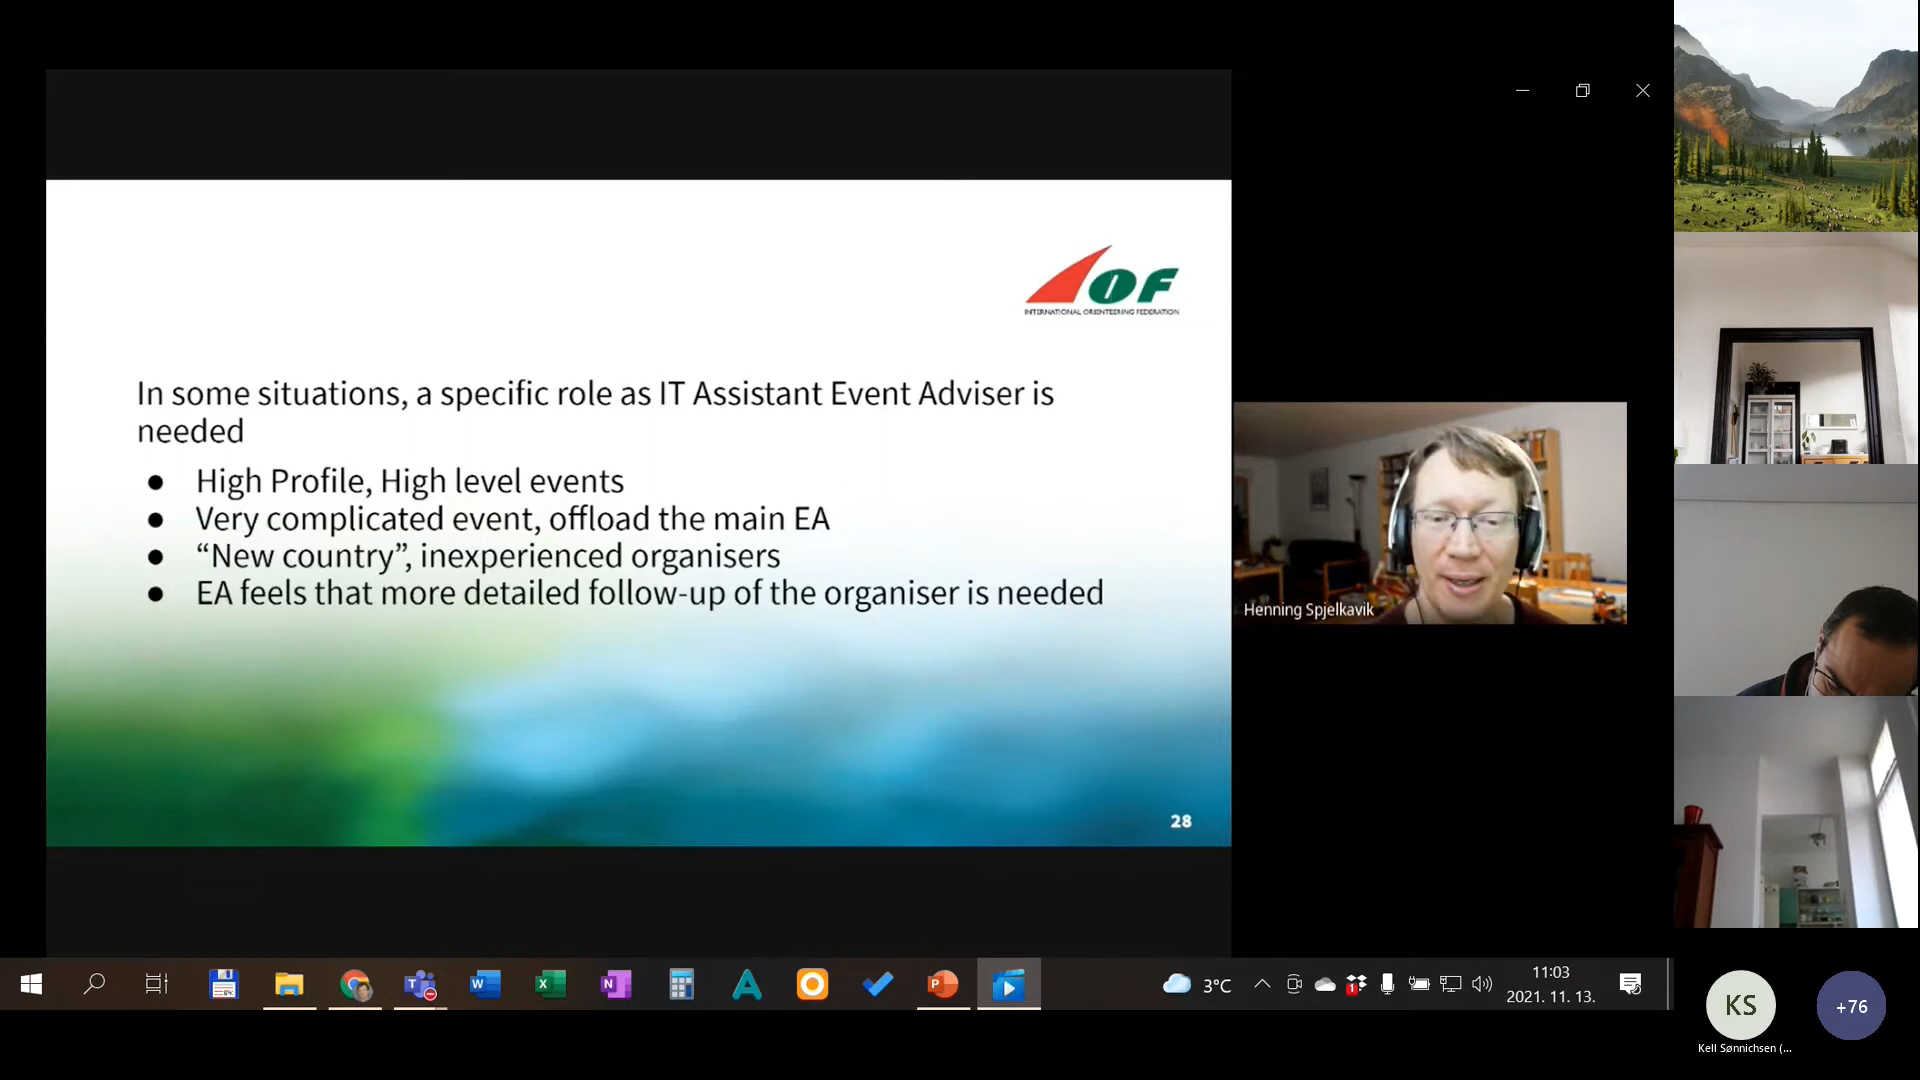 IOF
INTERNATIONAL ORIENTEERING FEDERATION
In some situations, a specific role as IT Assistant Event Adviser is
needed
● High Profile, High level events
● Very complicated event, offload the main EA
● “New country”, inexperienced organisers
● EA feels that more detailed follow-up of the organiser is needed
28
Henning Spjelkavik
3°C
11:03
2021. 11. 13.
KS
+76
Kell Sønnichsen (...